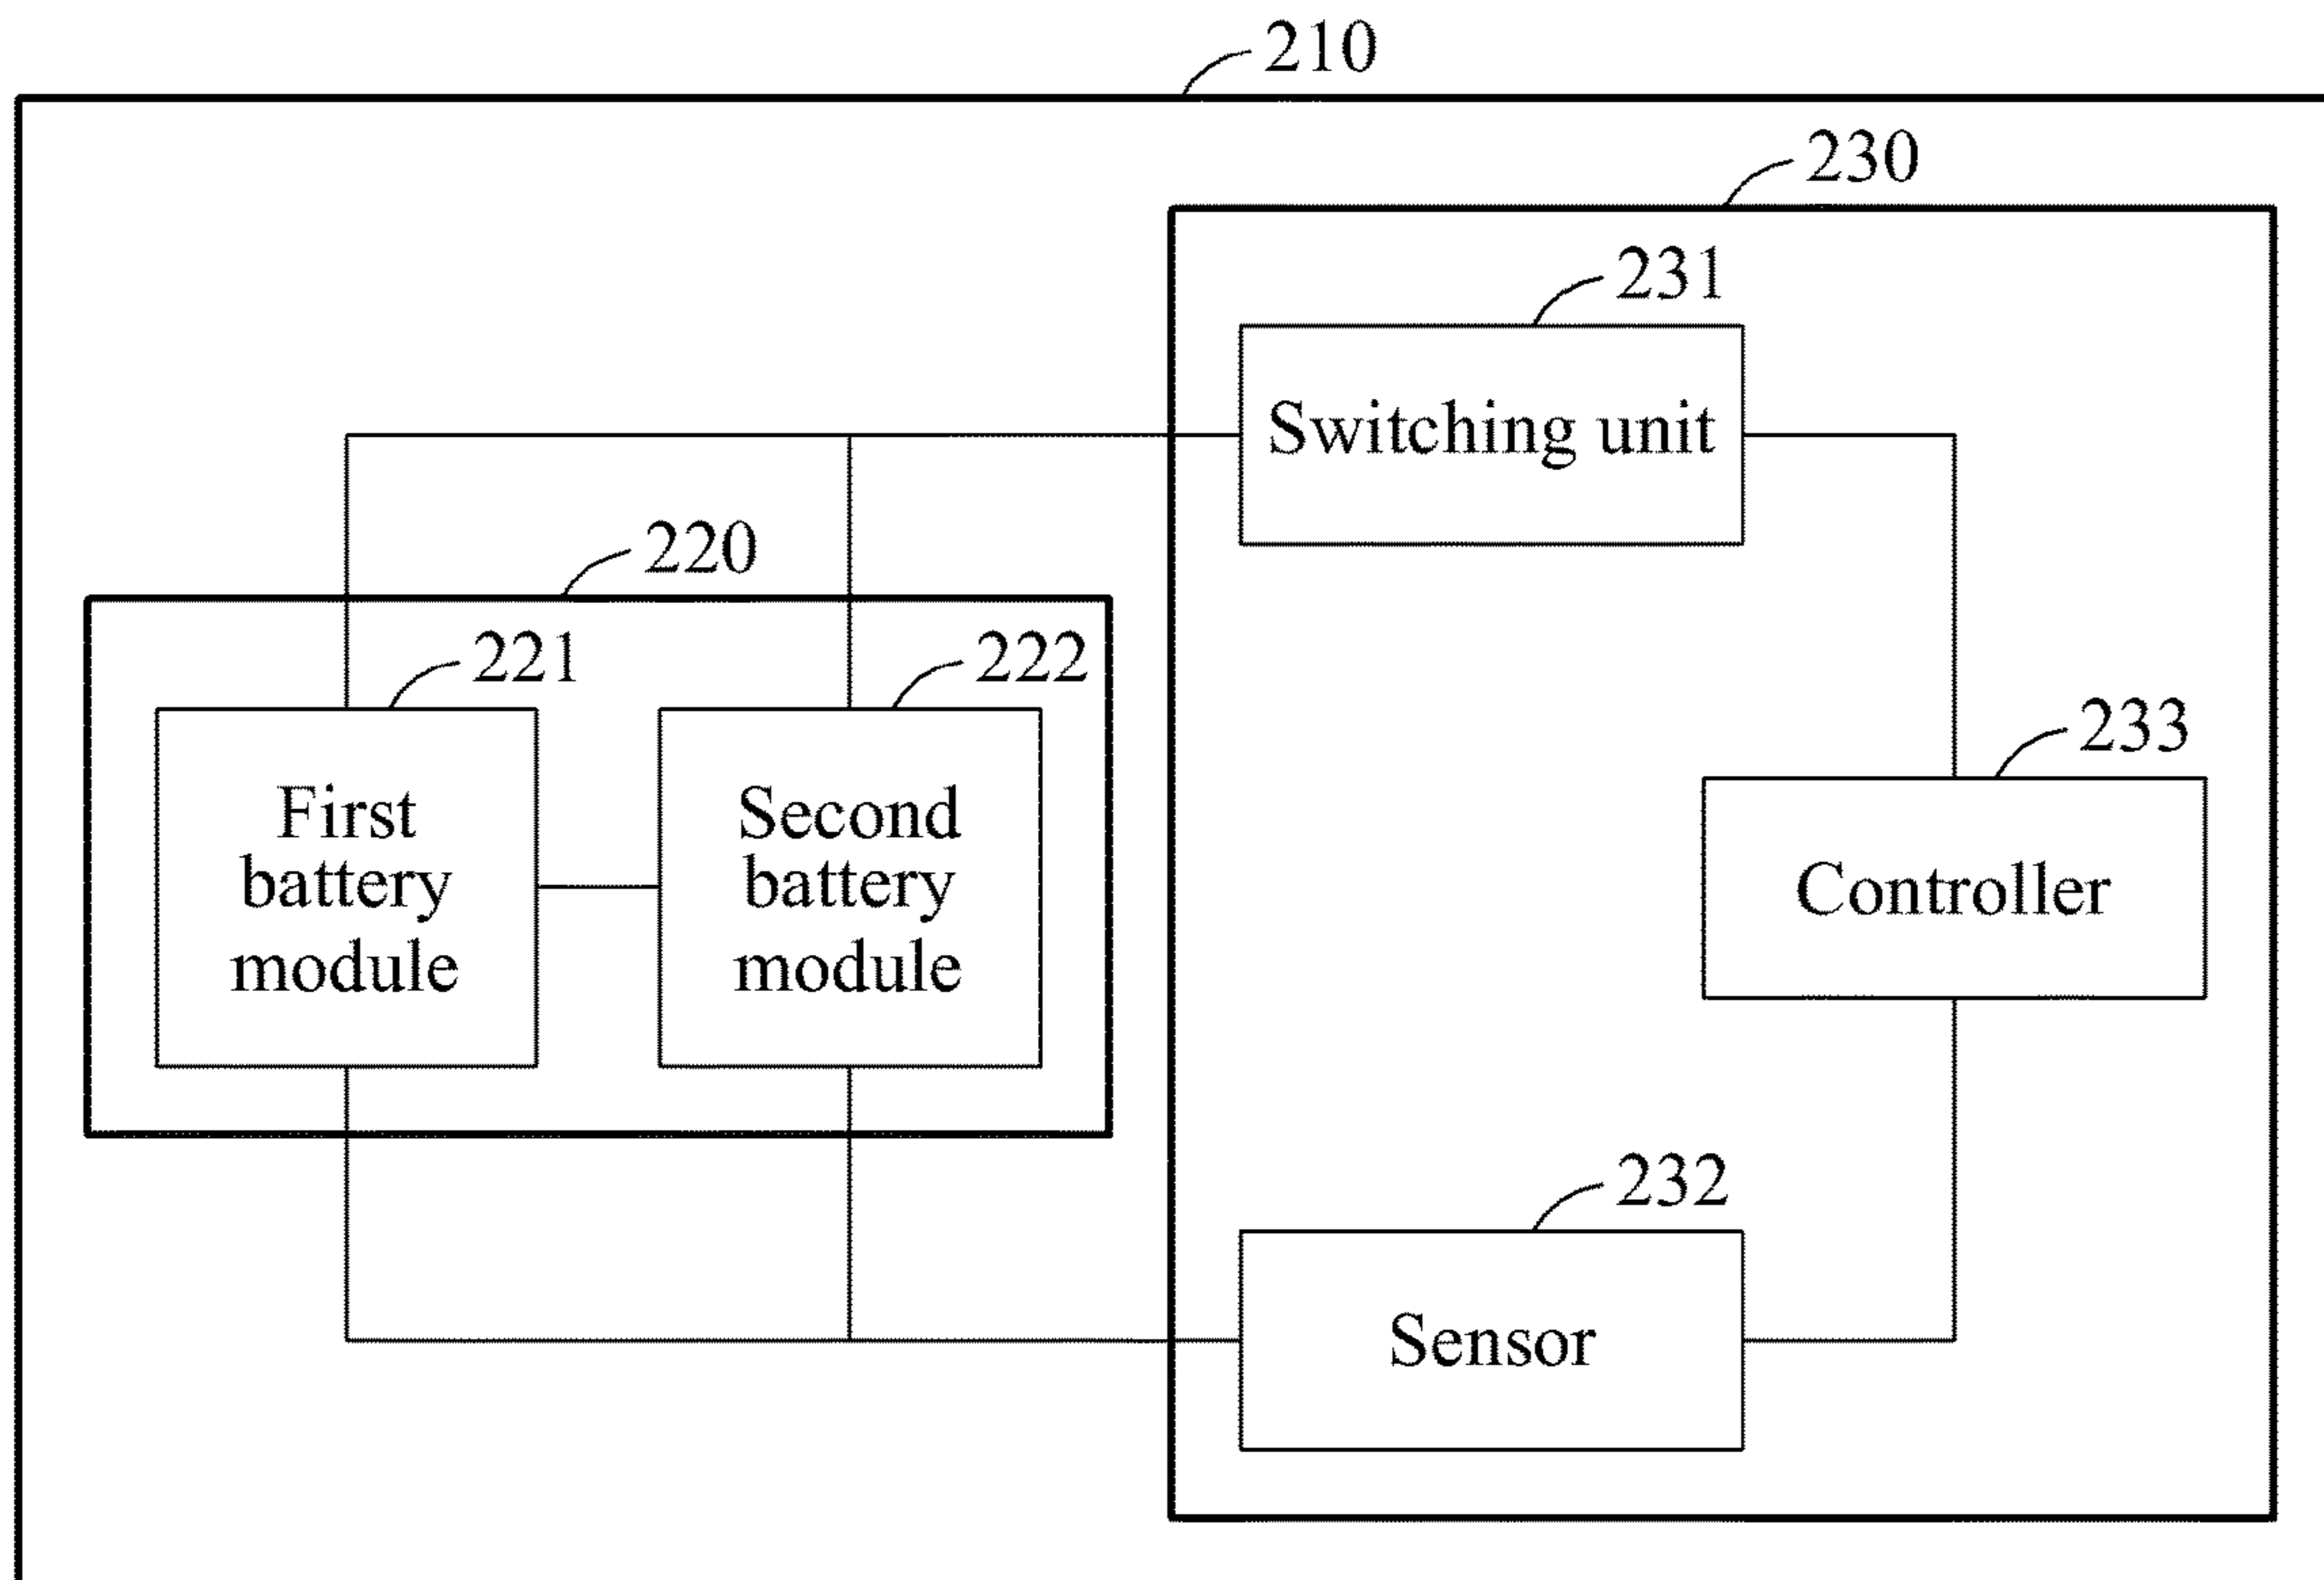 210
230
231
Switching unit
220
221
222
First
battery
module
Second
battery
module
233
Controller
232
Sensor